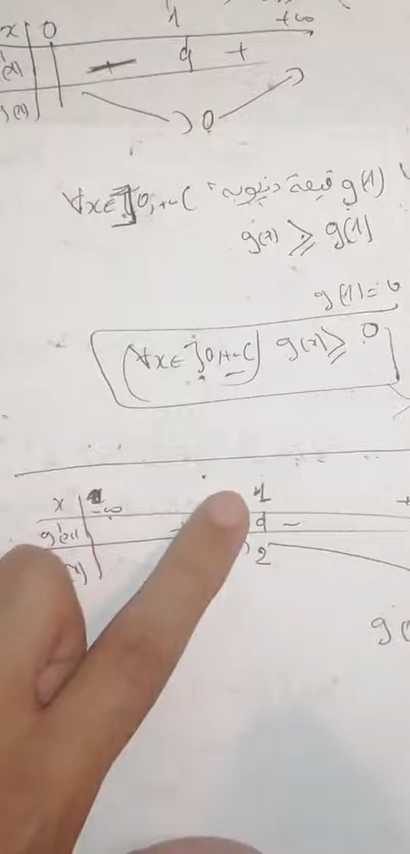 x | 0 1 +∞
− 0 +
0
∀x∈]0,+∞[ g(1) قيمة دنيوية
g(x) ≥ g(1)
g(1)=0
(∀x∈]0,+∞[) g(x) ≥ 0
x | -∞ 1 +
g'(x) + 0 −
2
g(